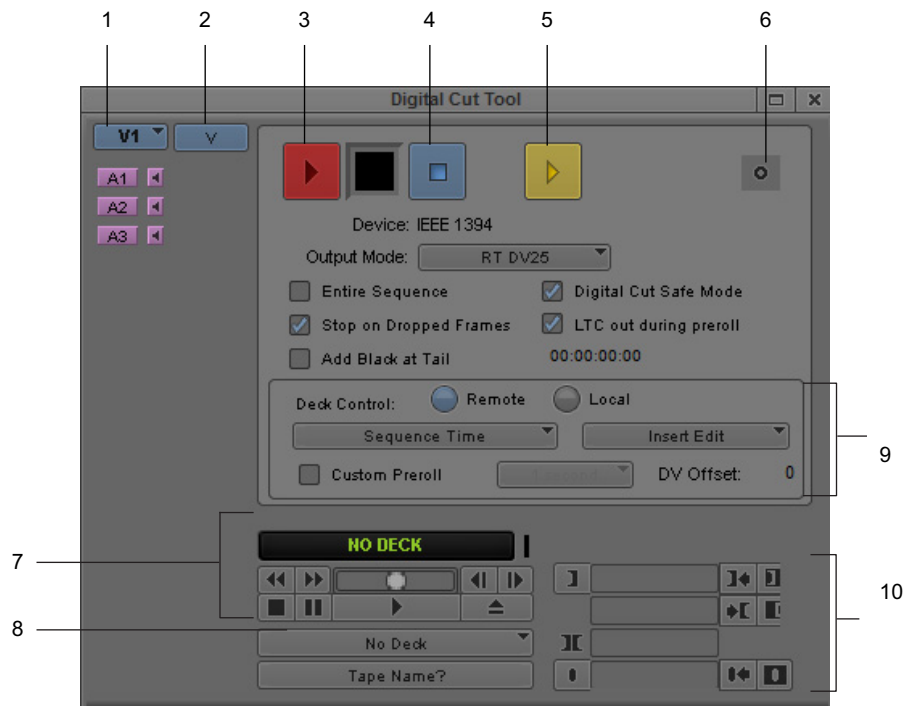 1 2 3 4 5 6
Digital Cut Tool
V1 V
A1
A2
A3
Device: IEEE 1394
Output Mode: RT DV25
Entire Sequence Digital Cut Safe Mode
Stop on Dropped Frames LTC out during preroll
Add Black at Tail 00:00:00:00
Deck Control: Remote Local
Sequence Time Insert Edit
9
Custom Preroll DV Offset: 0
NO DECK
7
10
8
No Deck
Tape Name?